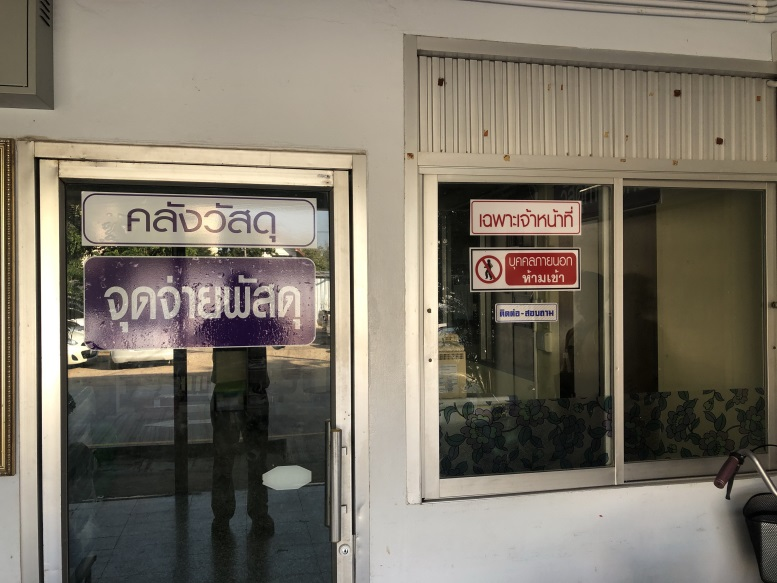 คลังวัสดุ
จุดจ่ายพัสดุ
เฉพาะเจ้าหน้าที่
บุคคลภายนอก
ห้ามเข้า
ติดต่อ-สอบถาม